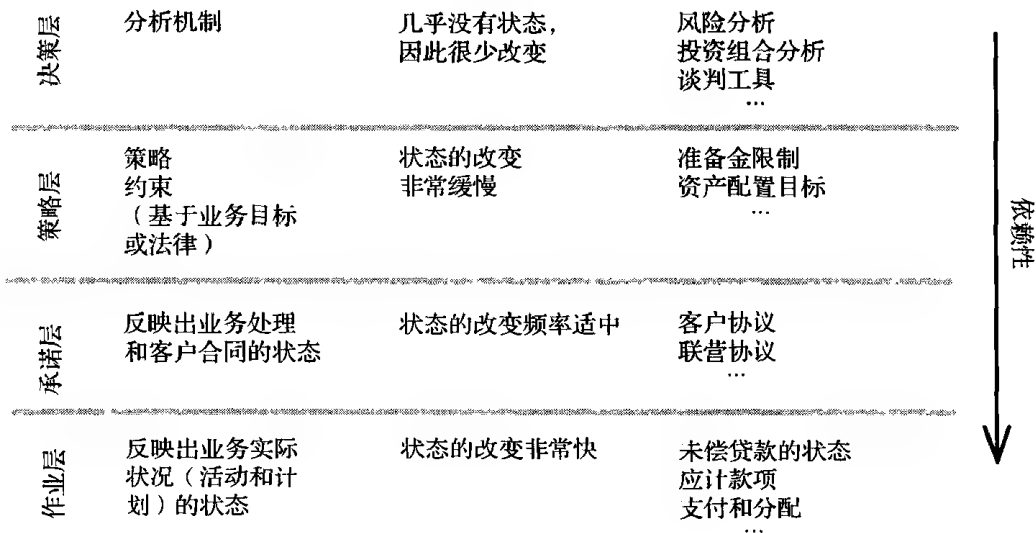 决策层
分析机制
几乎没有状态，
因此很少改变
风险分析
投资组合分析
谈判工具
…
策略层
策略
约束
（基于业务目标
或法律）
状态的改变
非常缓慢
准备金限制
资产配置目标
…
承诺层
反映出业务处理
和客户合同的状态
状态的改变频率适中
客户协议
联营协议
…
作业层
反映出业务实际
状况（活动和计
划）的状态
状态的改变非常快
未偿贷款的状态
应计款项
支付和分配
…
依赖性